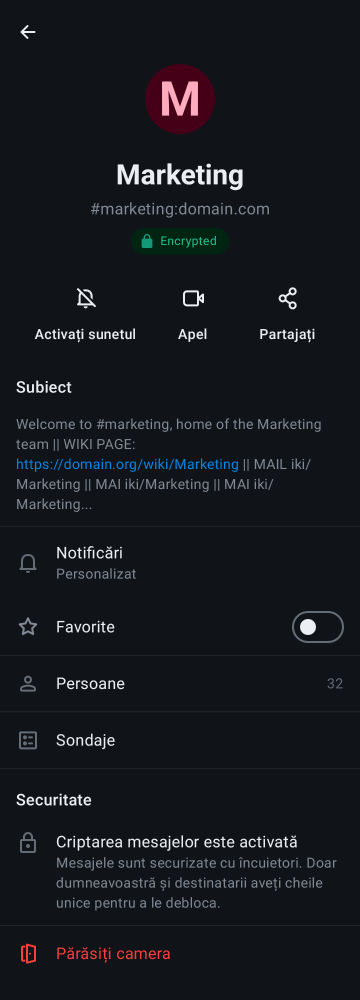 M
Marketing
#marketing:domain.com
Encrypted
Activați sunetul
Apel
Partajați
Subiect
Welcome to #marketing, home of the Marketing
team || WIKI PAGE:
https://domain.org/wiki/Marketing || MAIL iki/
Marketing || MAI iki/Marketing || MAI iki/
Marketing...
Notificări
Personalizat
Favorite
Persoane
32
Sondaje
Securitate
Criptarea mesajelor este activată
Mesajele sunt securizate cu încuietori. Doar
dumneavoastră și destinatarii aveți cheile
unice pentru a le debloca.
Părăsiți camera